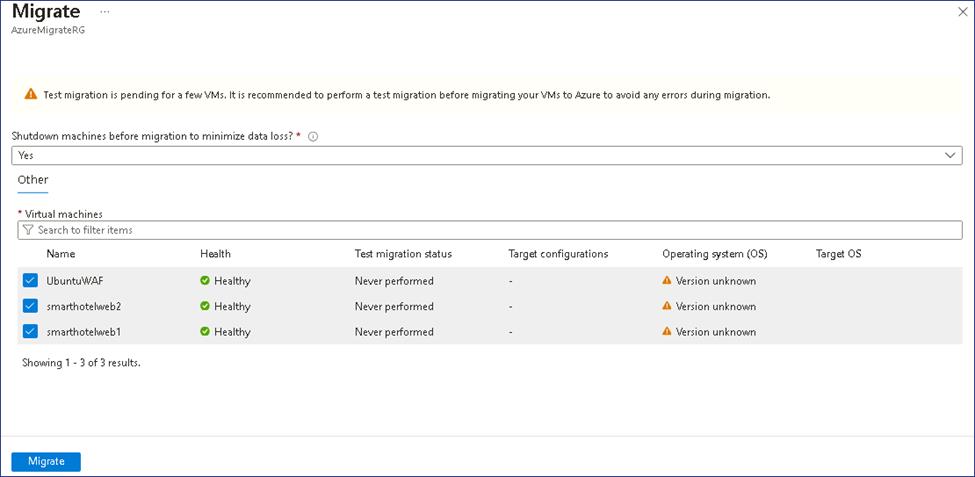 Migrate ...
AzureMigrateRG
Test migration is pending for a few VMs. It is recommended to perform a test migration before migrating your VMs to Azure to avoid any errors during migration.
Shutdown machines before migration to minimize data loss? *
Yes
Other
* Virtual machines
Search to filter items
Name Health Test migration status Target configurations Operating system (OS) Target OS
UbuntuWAF Healthy Never performed - Version unknown
smarthotelweb2 Healthy Never performed - Version unknown
smarthotelweb1 Healthy Never performed - Version unknown
Showing 1 - 3 of 3 results.
Migrate